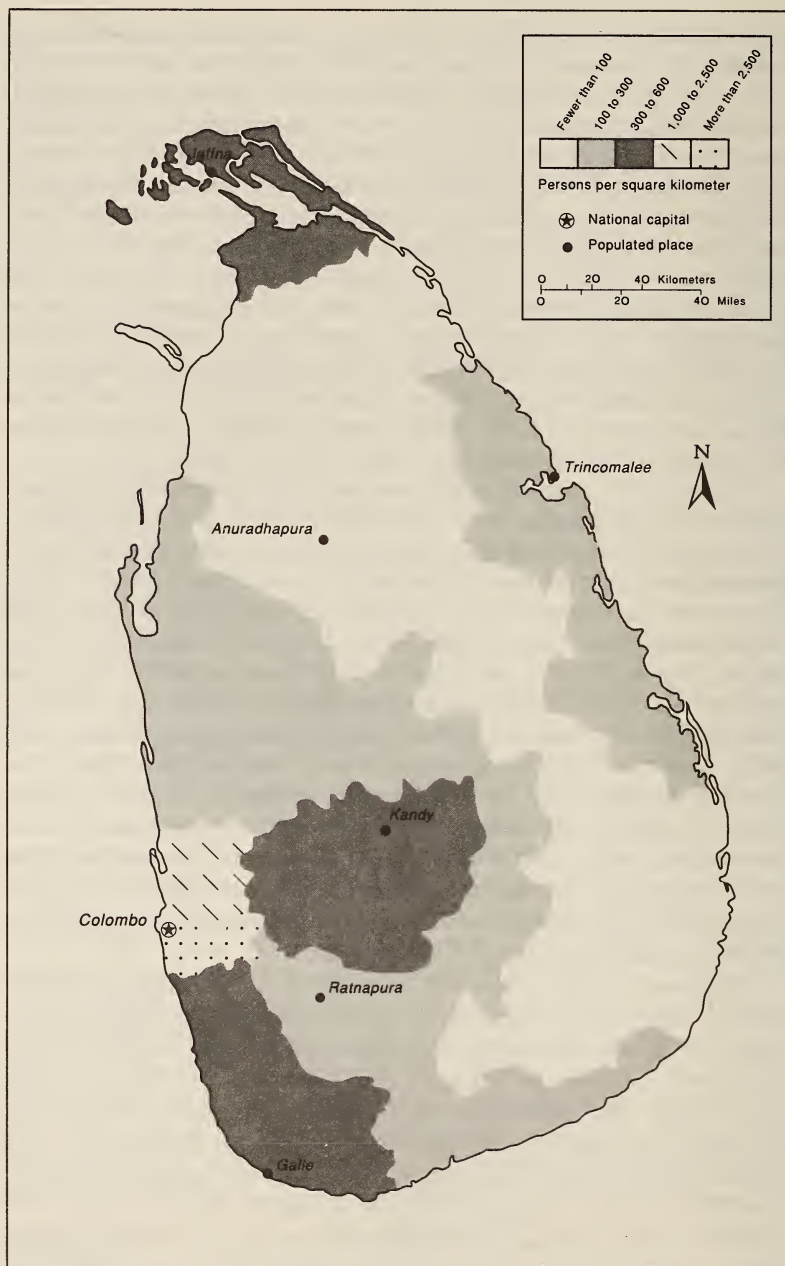 Fewer than 100
100 to 300
300 to 600
1,000 to 2,500
More than 2,500
Persons per square kilometer
National capital
Populated place
0 20 40 Kilometers
0 20 40 Miles
Jaffna
Trincomalee
N
Anuradhapura
Kandy
Colombo
Ratnapura
Galle